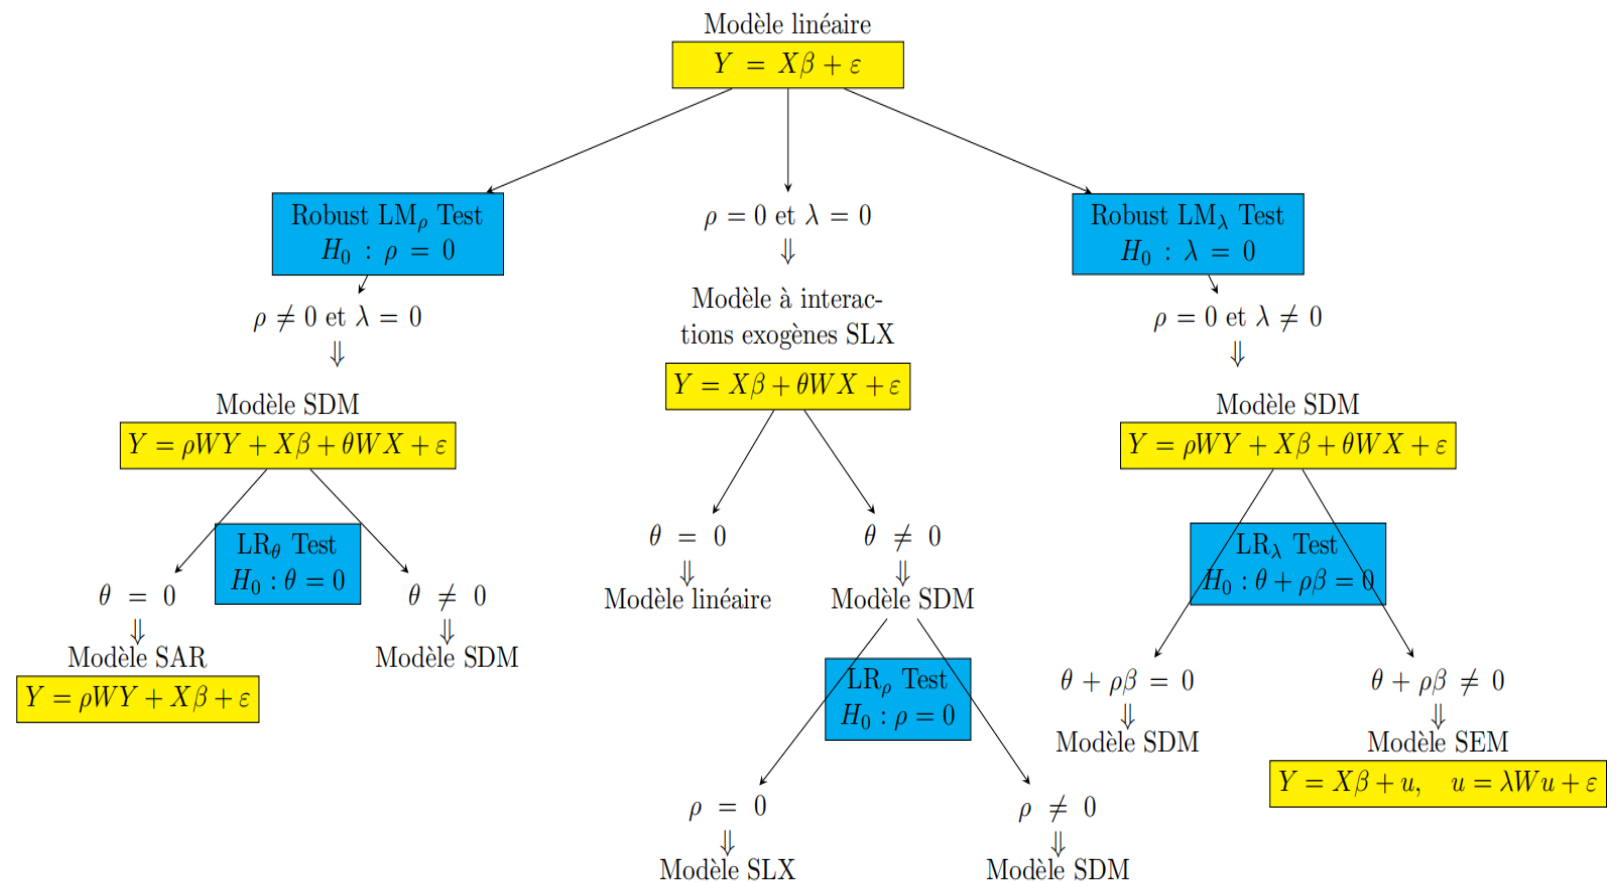 Modèle linéaire
Y = Xβ + ε
Robust LMρ Test
H₀ : ρ = 0
ρ ≠ 0 et λ = 0
⇓
Modèle SDM
Y = ρWY + Xβ + θWX + ε
LRθ Test
H₀ : θ = 0
θ = 0
⇓
Modèle SAR
Y = ρWY + Xβ + ε
θ ≠ 0
⇓
Modèle SDM
ρ = 0 et λ = 0
⇓
Modèle à interac-
tions exogènes SLX
Y = Xβ + θWX + ε
θ = 0
⇓
Modèle linéaire
θ ≠ 0
⇓
Modèle SDM
LRρ Test
H₀ : ρ = 0
ρ = 0
⇓
Modèle SLX
ρ ≠ 0
⇓
Modèle SDM
Robust LMλ Test
H₀ : λ = 0
ρ = 0 et λ ≠ 0
⇓
Modèle SDM
Y = ρWY + Xβ + θWX + ε
LRλ Test
H₀ : θ + ρβ = 0
θ + ρβ = 0
⇓
Modèle SDM
θ + ρβ ≠ 0
⇓
Modèle SEM
Y = Xβ + u, u = λWu + ε